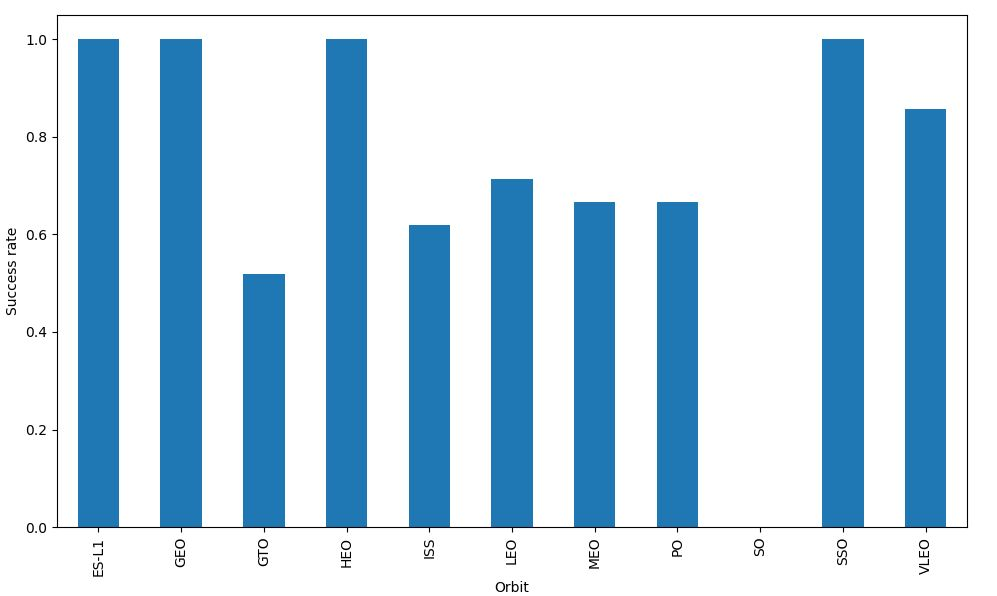 1.0
0.8
0.6
0.4
0.2
0.0
Success rate
ES-L1
GEO
GTO
HEO
ISS
LEO
MEO
PO
SO
SSO
VLEO
Orbit